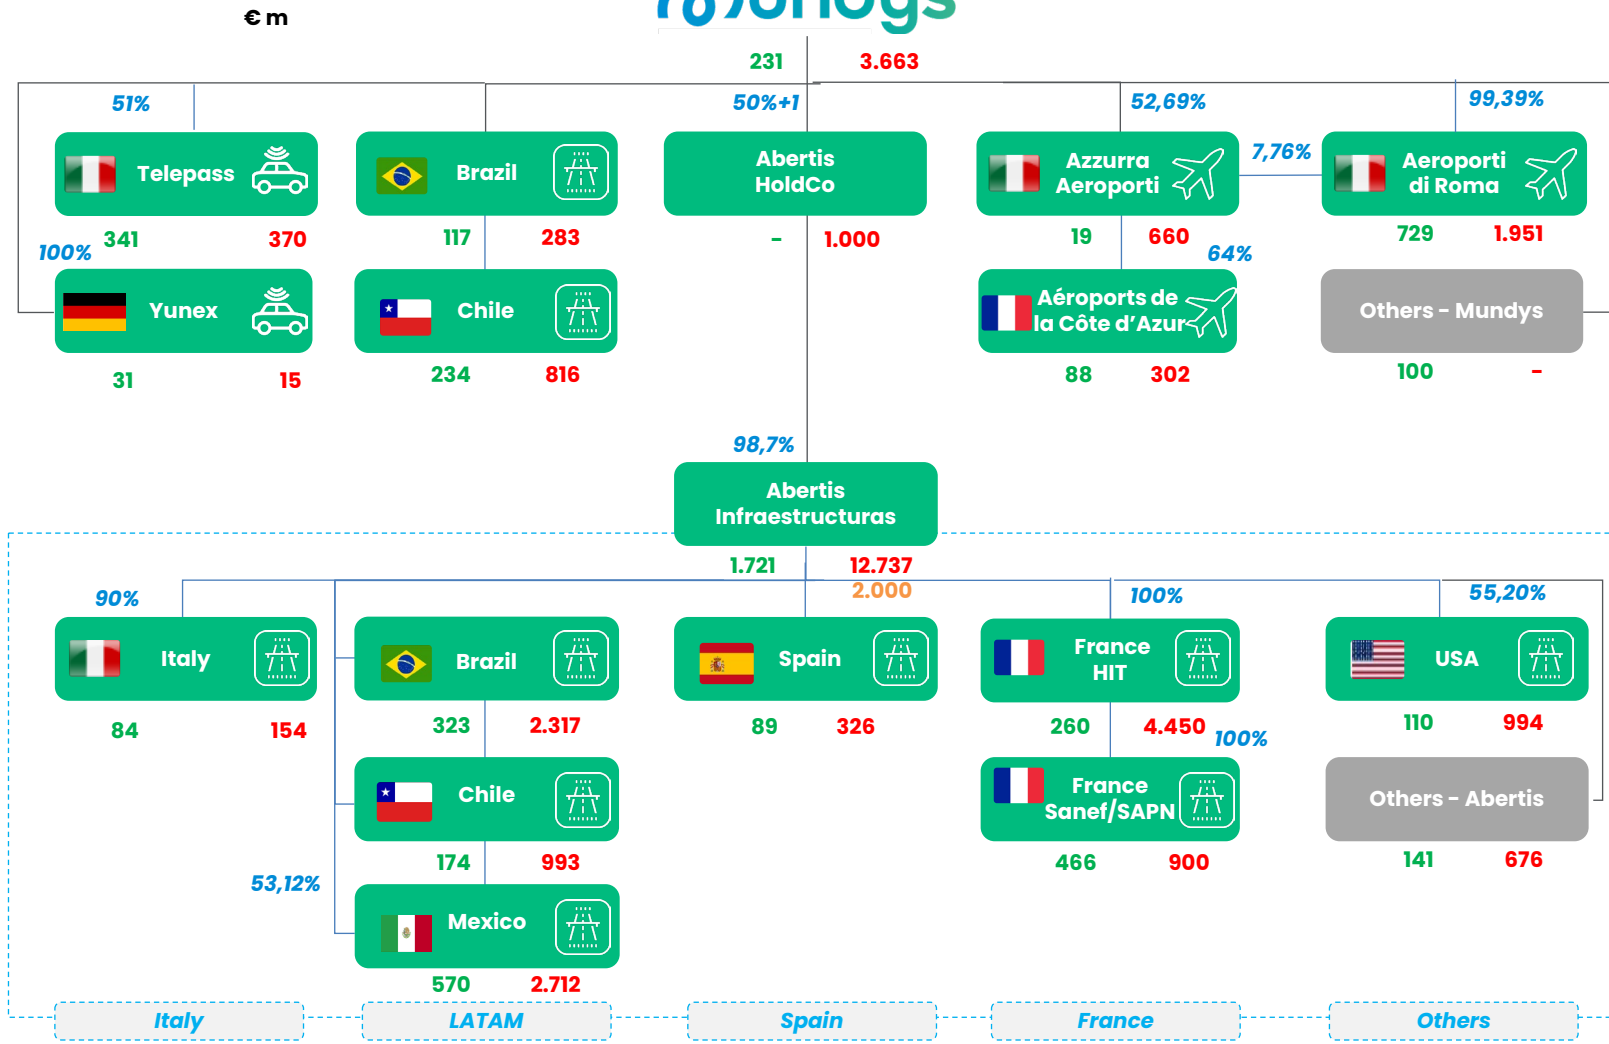 € m
231 3.663
51% 50%+1 52,69% 99,39%
Telepass
Brazil
Abertis
HoldCo
Azzurra
Aeroporti
7,76%
Aeroporti
di Roma
341 370
117 283
- 1.000
19 660
729 1.951
100%
64%
Yunex
Chile
Aéroports de
la Côte d'Azur
Others - Mundys
31 15
234 816
88 302
100 -
98,7%
Abertis
Infraestructuras
1.721 12.737
2.000
90%
100%
55,20%
Italy
Brazil
Spain
France
HIT
USA
84 154
323 2.317
89 326
260 4.450
110 994
100%
Chile
France
Sanef/SAPN
Others - Abertis
174 993
466 900
141 676
53,12%
Mexico
570 2.712
Italy
LATAM
Spain
France
Others